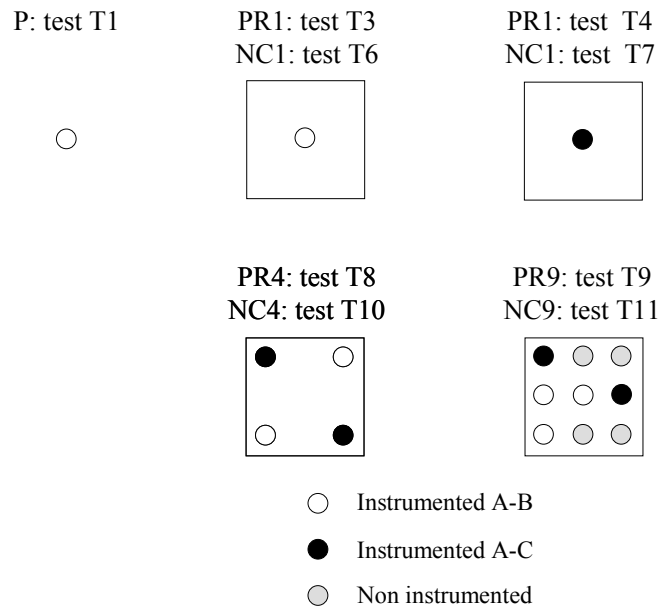 P: test T1
PR1: test T3
NC1: test T6
PR1: test T4
NC1: test T7
PR4: test T8
NC4: test T10
PR9: test T9
NC9: test T11
Instrumented A-B
Instrumented A-C
Non instrumented